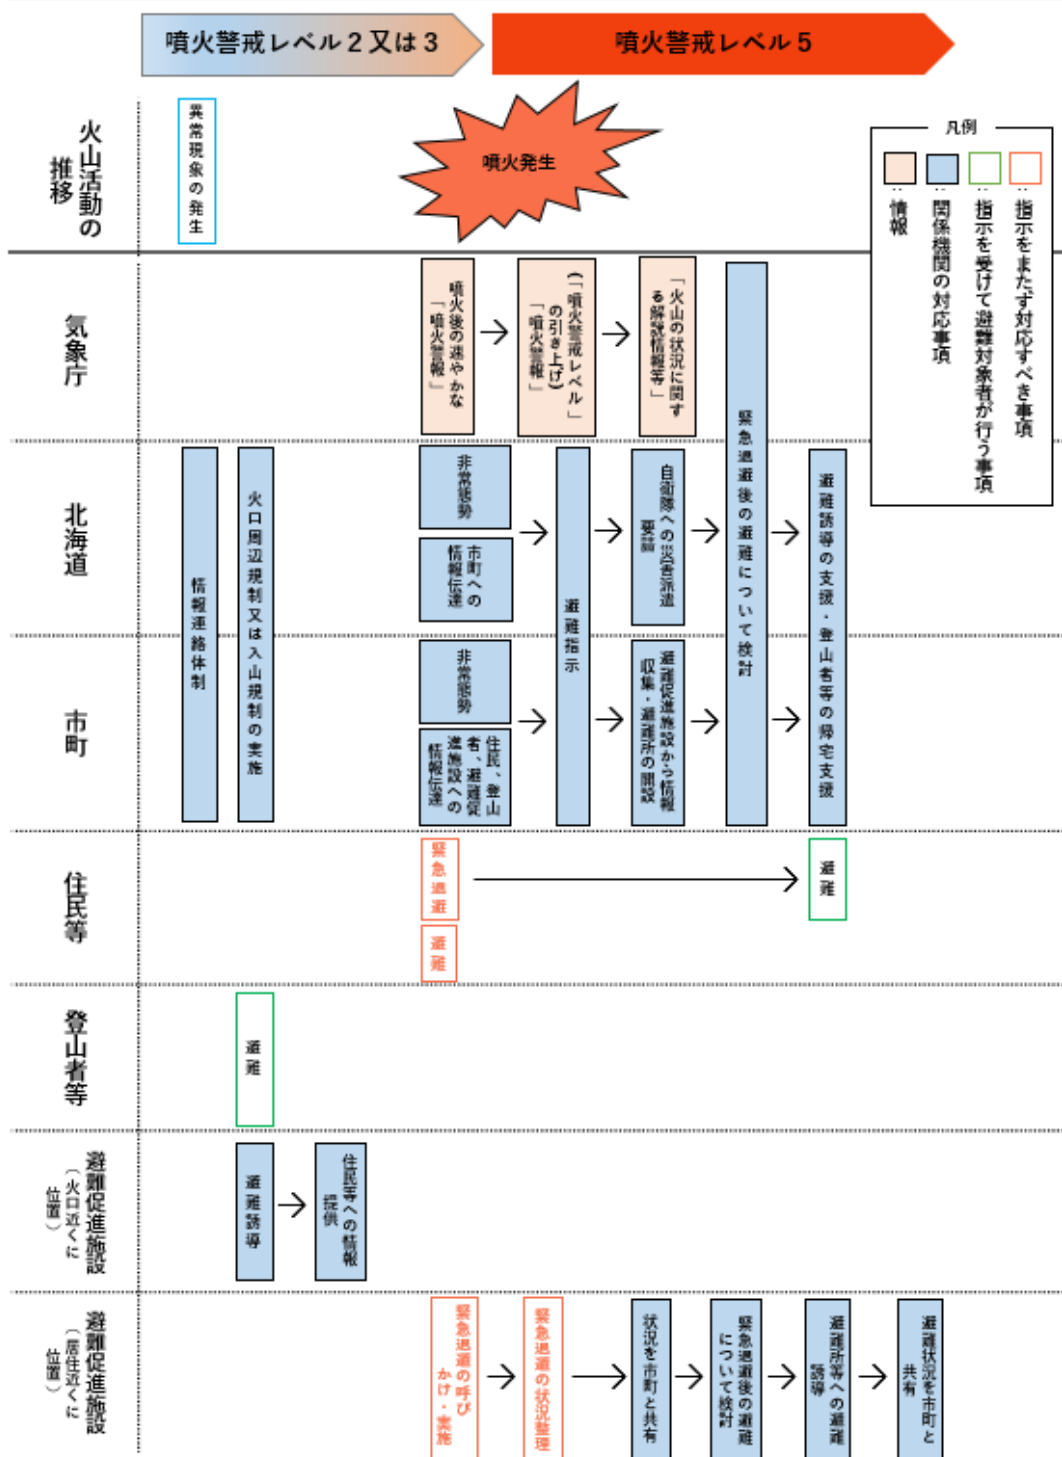 噴火警戒レベル２又は３
噴火警戒レベル５
火山活動の
推移
異常現象の発生
噴火発生
凡例
指示をまたず対応すべき事項
指示を受けて避難対象者が行う事項
関係機関の対応事項
情報
気象庁
噴火後の速やかな
「噴火警報」
(「噴火警戒レベル」
の引き上げ)
「噴火警報」
「火山の状況に関す
る解説情報等」
緊急退避後の避難について検討
北海道
情報連絡体制
火口周辺規制又は入山規制の実施
非常態勢
市町への
情報伝達
避難指示
自衛隊への災害派遣
要請
避難誘導の支援・登山者等の帰宅支援
市町
非常態勢
住民、登山
者、避難促
進施設への
情報伝達
避難促進施設から情報
収集・避難所の開設
住民等
緊急退避
避難
避難
登山者等
避難
避難促進施設
（火口近くに
位置）
避難誘導
住民等への情報
提供
避難促進施設
（居住近くに
位置）
緊急退避の呼び
かけ・実施
緊急退避の状況整理
状況を市町と共有
緊急退避後の避難
について検討
避難所等への避難
誘導
避難状況を市町と
共有